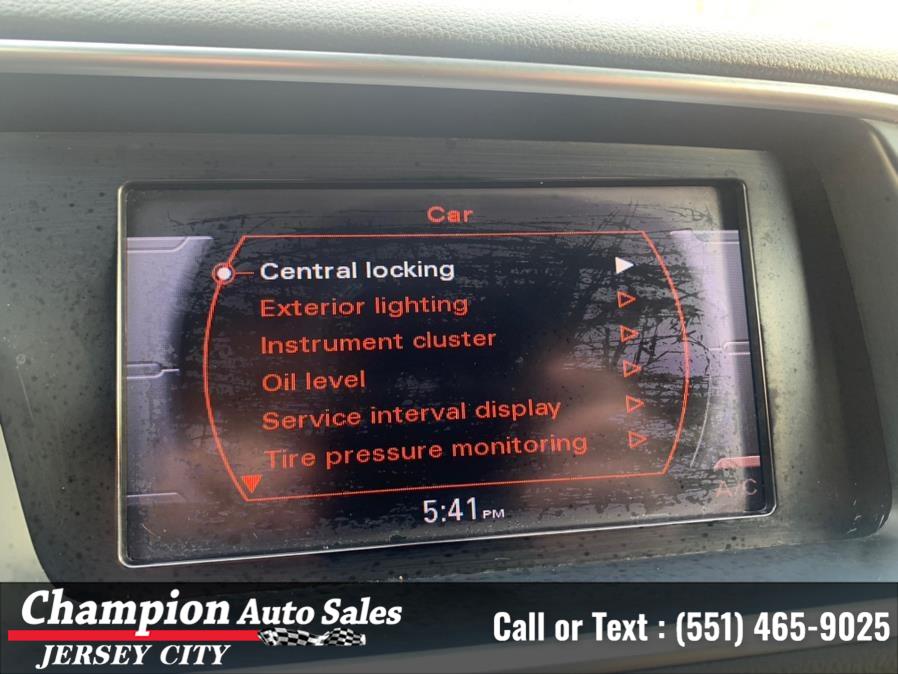 Car
Central locking
Exterior lighting
Instrument cluster
Oil level
Service interval display
Tire pressure monitoring
A/C
5:41 PM
Champion Auto Sales
JERSEY CITY
Call or Text : (551) 465-9025